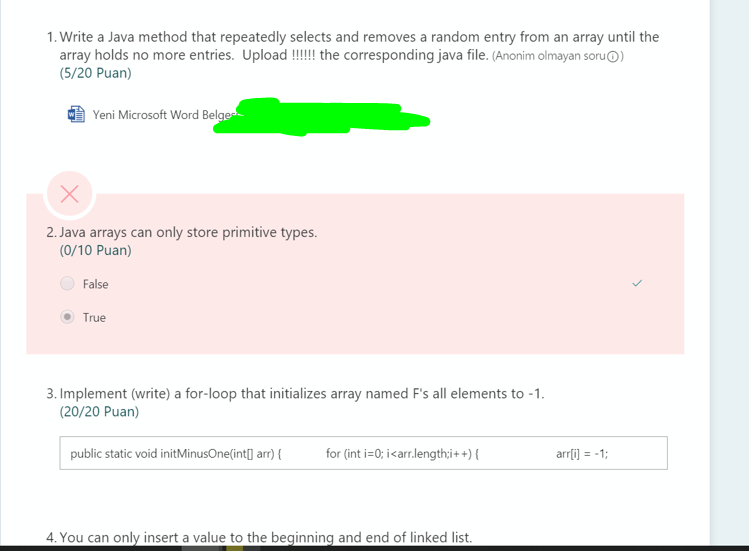 1. Write a Java method that repeatedly selects and removes a random entry from an array until the
array holds no more entries. Upload !!!!!! the corresponding java file. (Anonim olmayan soru)
(5/20 Puan)
Yeni Microsoft Word
2. Java arrays can only store primitive types.
(0/10 Puan)
False
True
3. Implement (write) a for-loop that initializes array named F's all elements to -1.
(20/20 Puan)
public static void initMinusOne(int[] arr) { for (int i=0; i<arr.length;i++) { arr[i] = -1;
4. You can only insert a value to the beginning and end of linked list.